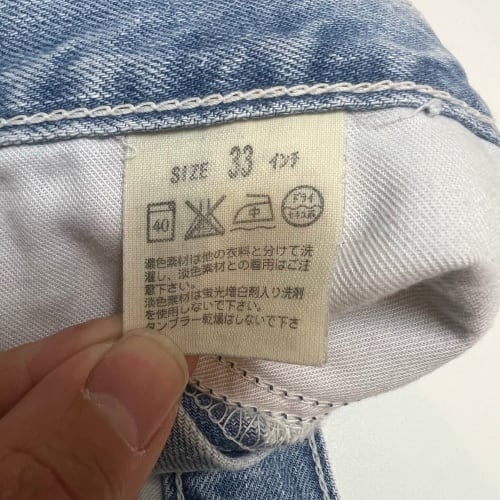 SIZE 33 インチ
40 中 ドライ セキユ系
濃色素材は他の衣料と分けて洗
濯し、淡色素材との着用はご注
意下さい。
淡色素材は蛍光増白剤入り洗剤
を使用しないで下さい。
タンブラー乾燥はしないで下さ